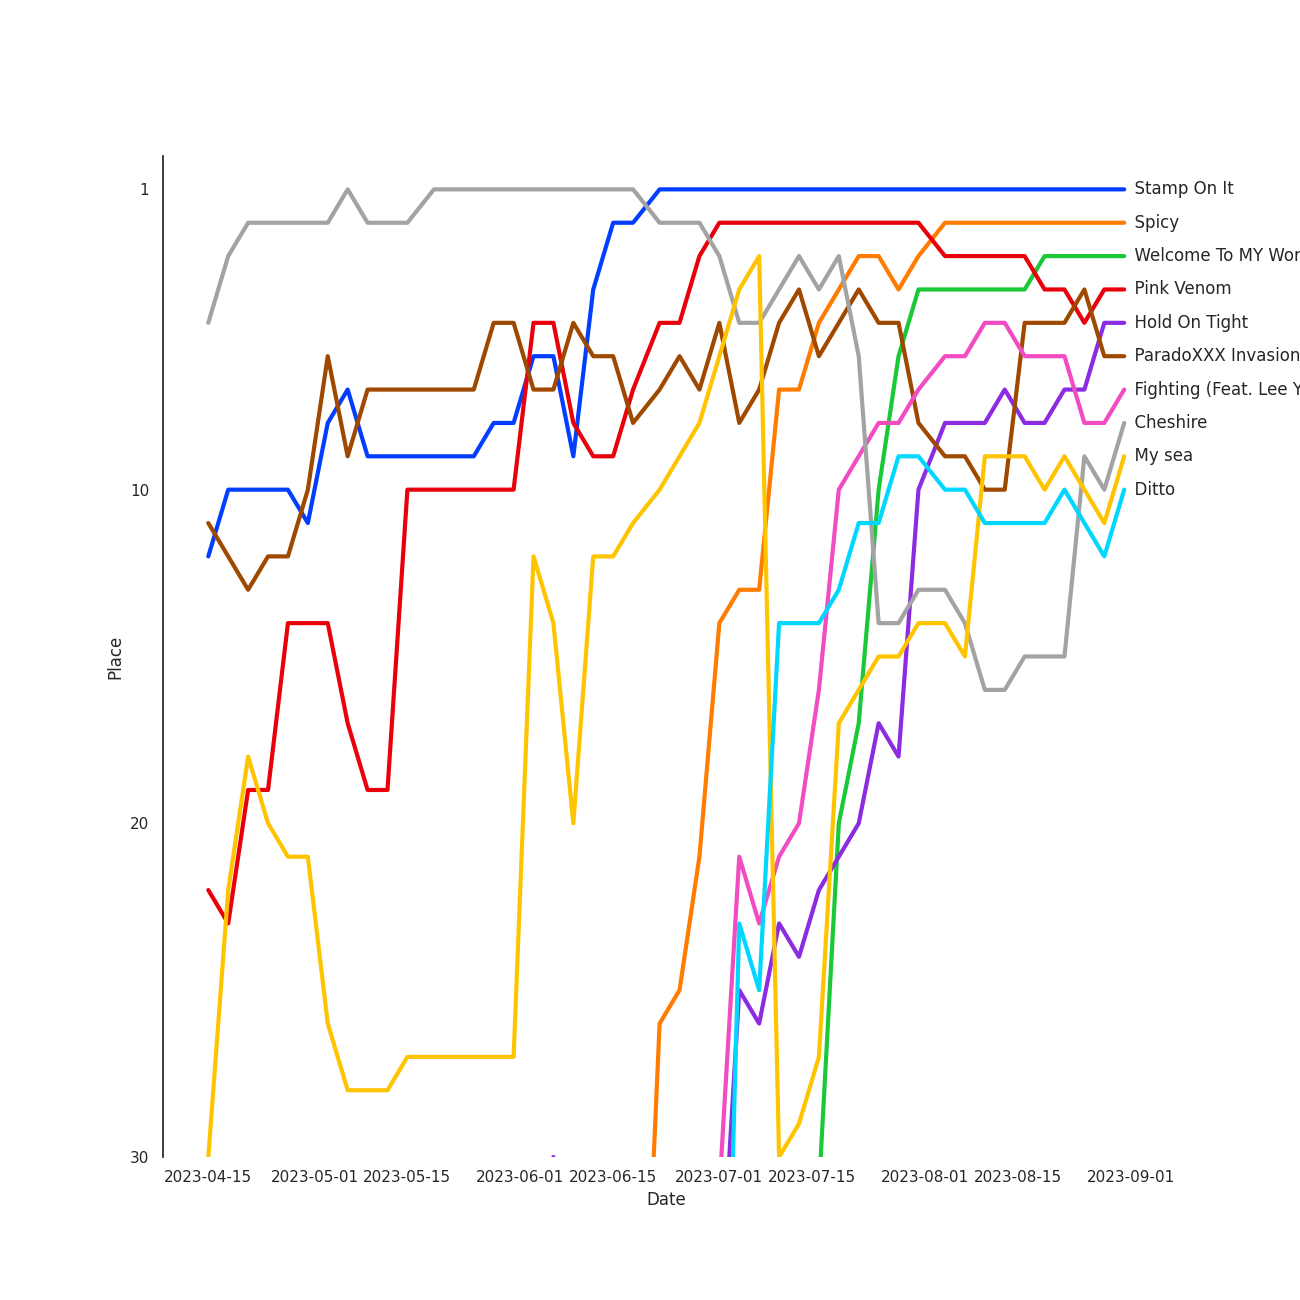 1
10
20
30
Place
Stamp On It
Spicy
Welcome To MY Wor
Pink Venom
Hold On Tight
ParadoXXX Invasion
Fighting (Feat. Lee Y
Cheshire
My sea
Ditto
2023-04-15 2023-05-01 2023-05-15 2023-06-01 2023-06-15 2023-07-01 2023-07-15 2023-08-01 2023-08-15 2023-09-01
Date